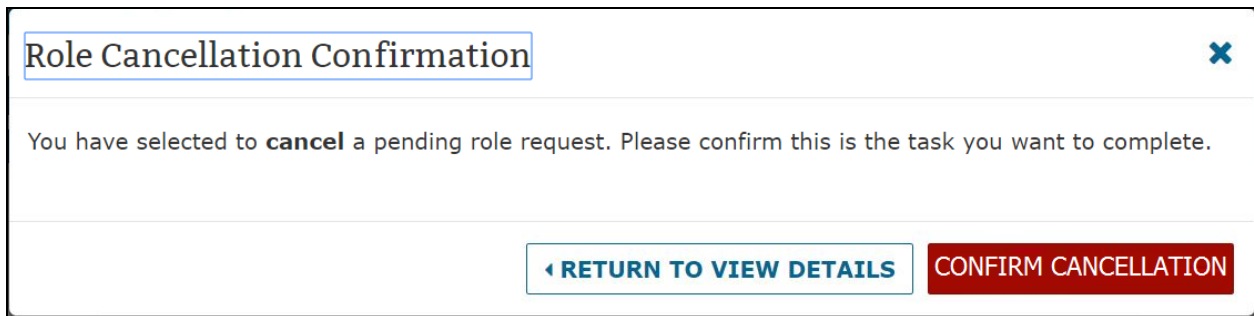 Role Cancellation Confirmation
You have selected to cancel a pending role request. Please confirm this is the task you want to complete.
RETURN TO VIEW DETAILS
CONFIRM CANCELLATION